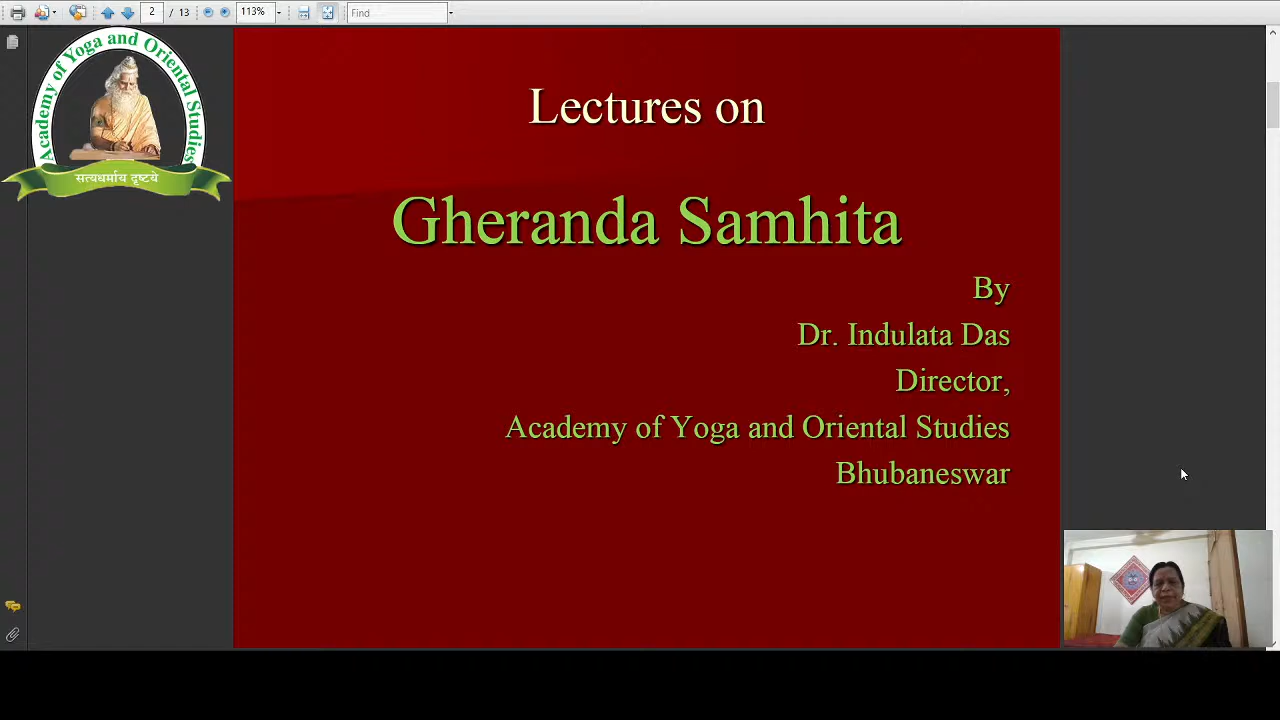 2 / 13 113% Find
Academy of Yoga and Oriental Studies
सत्यधर्माय दृष्टये
Lectures on
Gheranda Samhita
By
Dr. Indulata Das
Director,
Academy of Yoga and Oriental Studies
Bhubaneswar